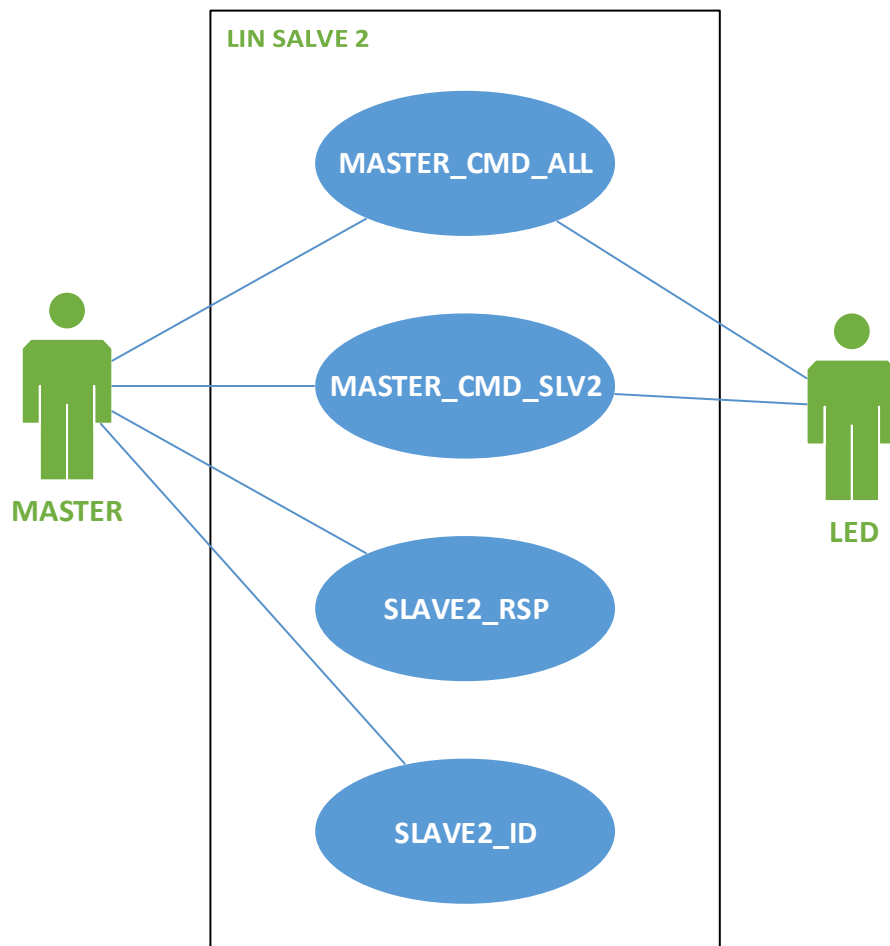 LIN SALVE 2
MASTER_CMD_ALL
MASTER_CMD_SLV2
MASTER
LED
SLAVE2_RSP
SLAVE2_ID